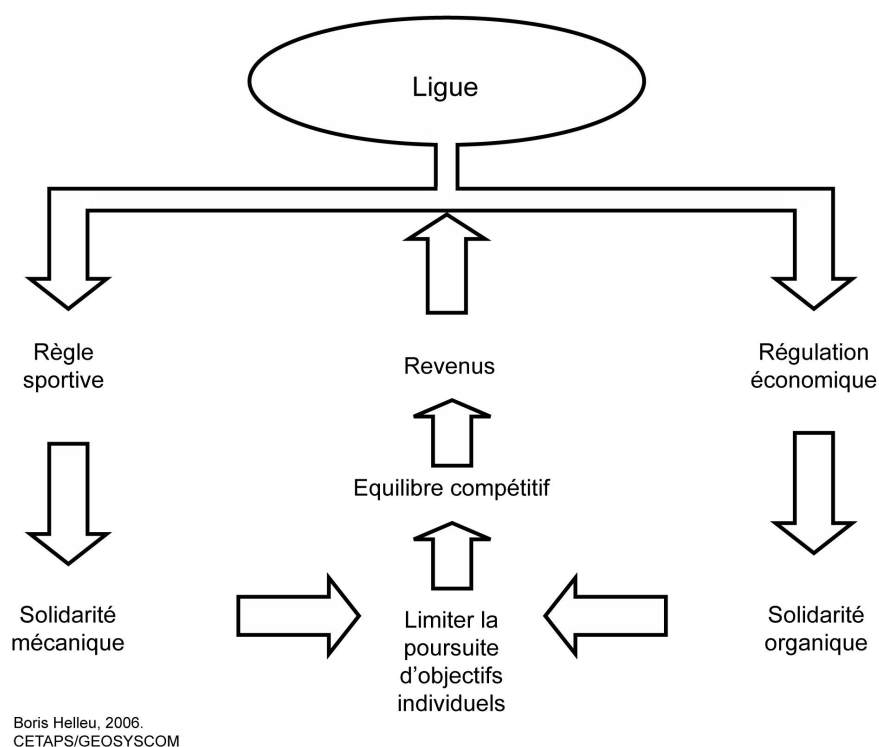 Ligue
Règle
sportive
Revenus
Régulation
économique
Equilibre compétitif
Solidarité
mécanique
Limiter la
poursuite
d'objectifs
individuels
Solidarité
organique
Boris Helleu, 2006.
CETAPS/GEOSYSCOM